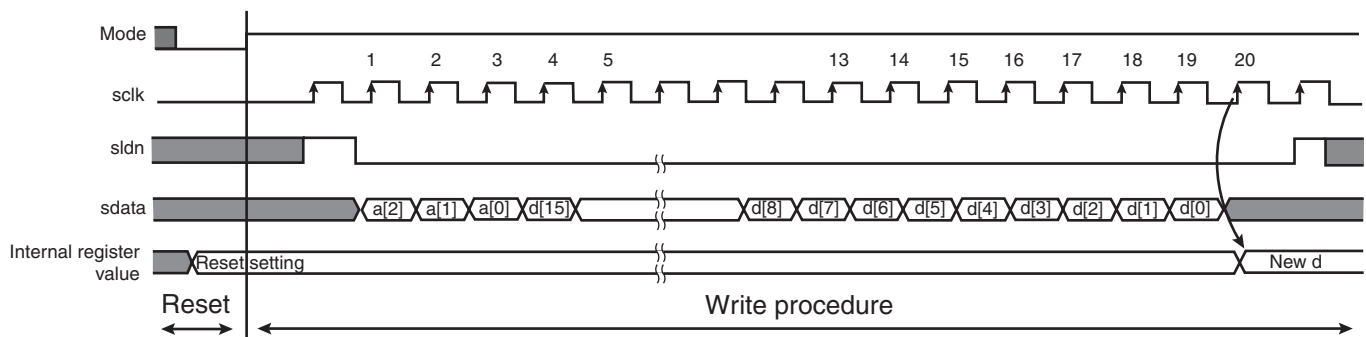 Mode
1 2 3 4 5 13 14 15 16 17 18 19 20
sclk
sldn
sdata
a[2] a[1] a[0] d[15] d[8] d[7] d[6] d[5] d[4] d[3] d[2] d[1] d[0]
Internal register
value
Reset setting
New d
Reset
Write procedure